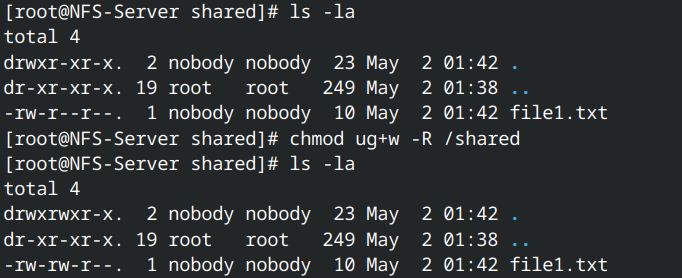 [root@NFS-Server shared]# ls -la
total 4
drwxr-xr-x.  2 nobody nobody  23 May  2 01:42 .
dr-xr-xr-x. 19 root   root   249 May  2 01:38 ..
-rw-r--r--.  1 nobody nobody  10 May  2 01:42 file1.txt
[root@NFS-Server shared]# chmod ug+w -R /shared
[root@NFS-Server shared]# ls -la
total 4
drwxrwxr-x.  2 nobody nobody  23 May  2 01:42 .
dr-xr-xr-x. 19 root   root   249 May  2 01:38 ..
-rw-rw-r--.  1 nobody nobody  10 May  2 01:42 file1.txt